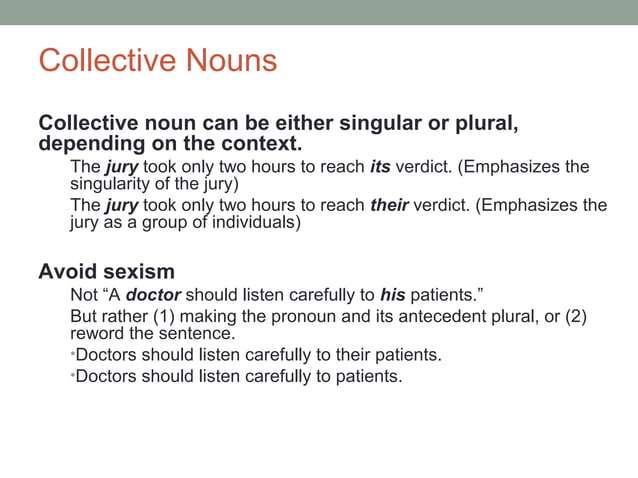 Collective Nouns
Collective noun can be either singular or plural,
depending on the context.
The jury took only two hours to reach its verdict. (Emphasizes the
singularity of the jury)
The jury took only two hours to reach their verdict. (Emphasizes the
jury as a group of individuals)
Avoid sexism
Not “A doctor should listen carefully to his patients.”
But rather (1) making the pronoun and its antecedent plural, or (2)
reword the sentence.
•Doctors should listen carefully to their patients.
•Doctors should listen carefully to patients.